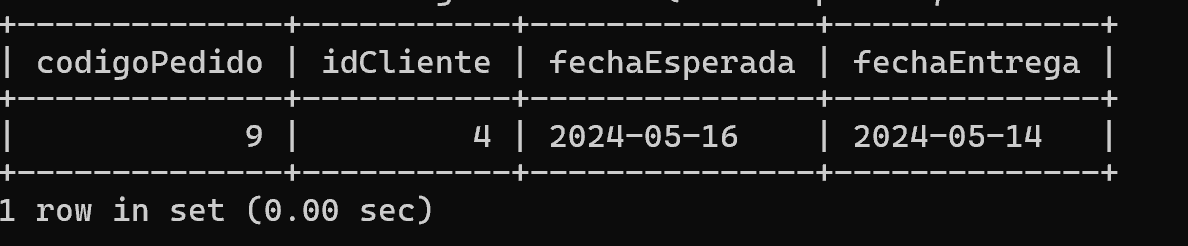 +--------------+-----------+---------------+--------------+
| codigoPedido | idCliente | fechaEsperada | fechaEntrega |
+--------------+-----------+---------------+--------------+
|            9 |         4 | 2024-05-16    | 2024-05-14   |
+--------------+-----------+---------------+--------------+
1 row in set (0.00 sec)